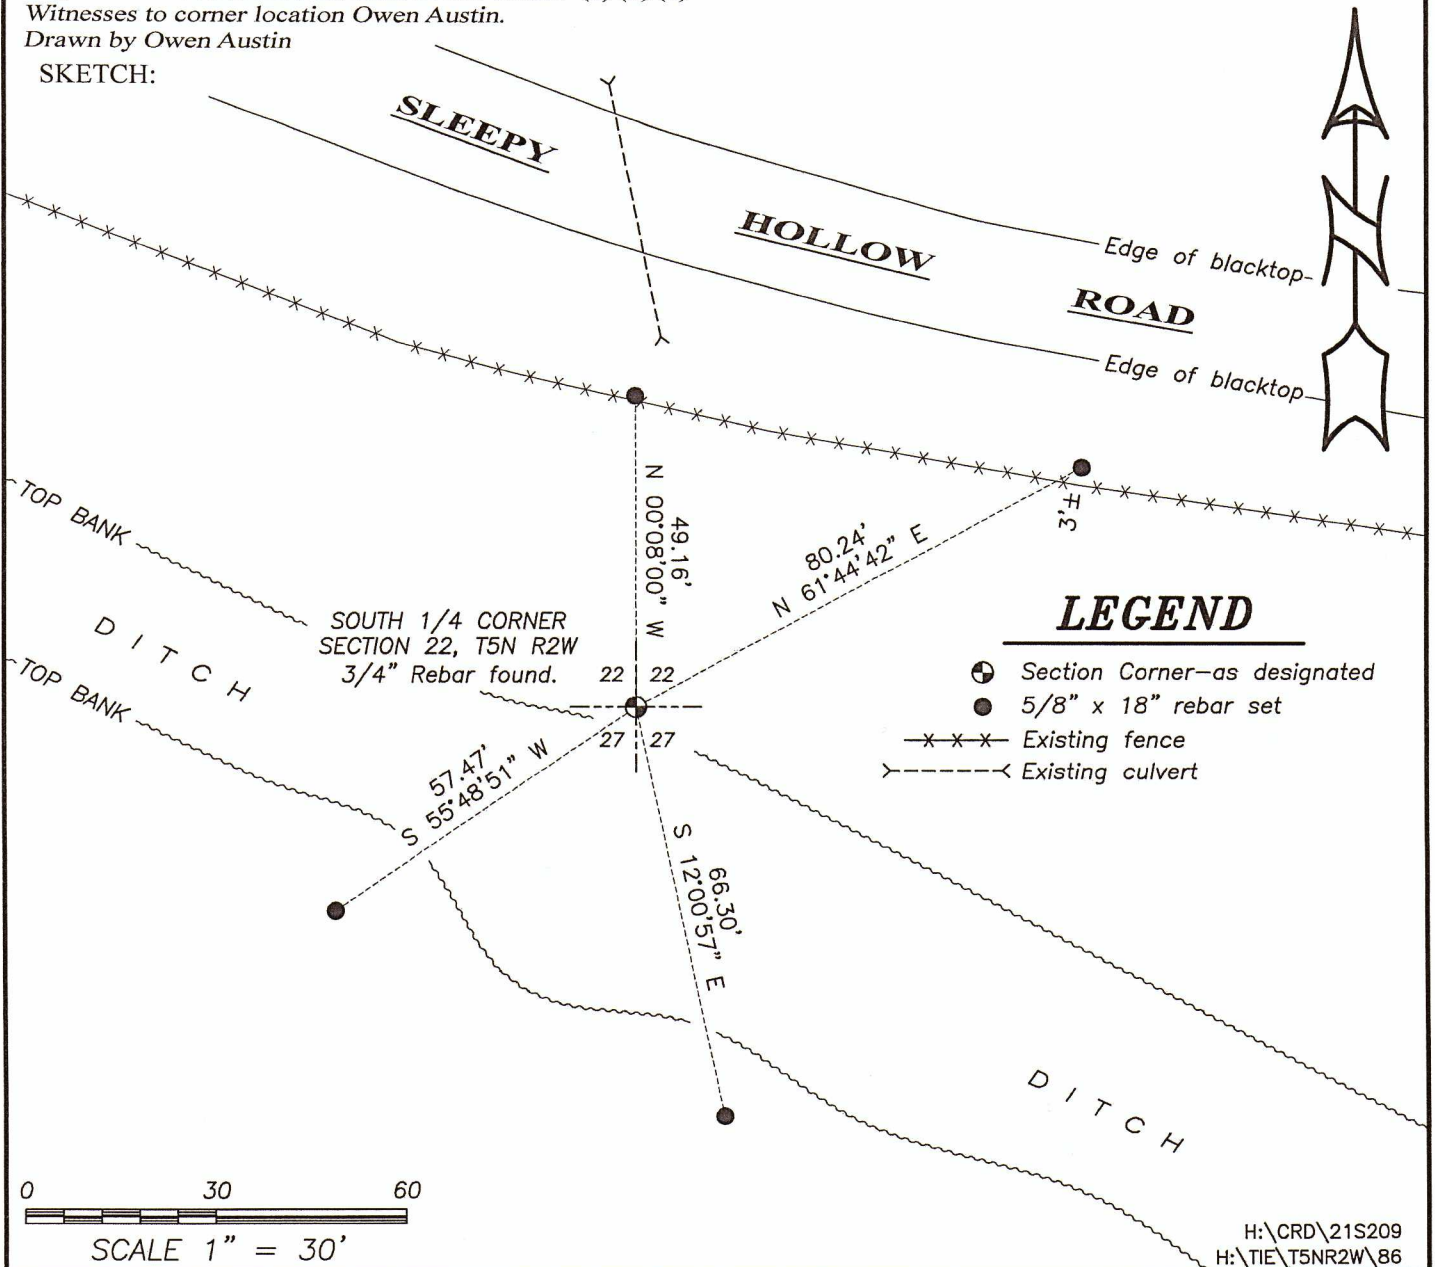 Witnesses to corner location Owen Austin.
Drawn by Owen Austin
SKETCH:
SLEEPY
HOLLOW
ROAD
Edge of blacktop
Edge of blacktop
N
N 00°08'00" W
49.16'
80.24'
N 61°44'42" E
3'±
TOP BANK
DITCH
TOP BANK
SOUTH 1/4 CORNER
SECTION 22, T5N R2W
3/4" Rebar found.
22 22
27 27
57.47'
S 55°48'51" W
66.30'
S 12°00'57" E
LEGEND
Section Corner—as designated
5/8" x 18" rebar set
Existing fence
Existing culvert
DITCH
0 30 60
SCALE 1" = 30'
H:\CRD\21S209
H:\TIE\T5NR2W\86